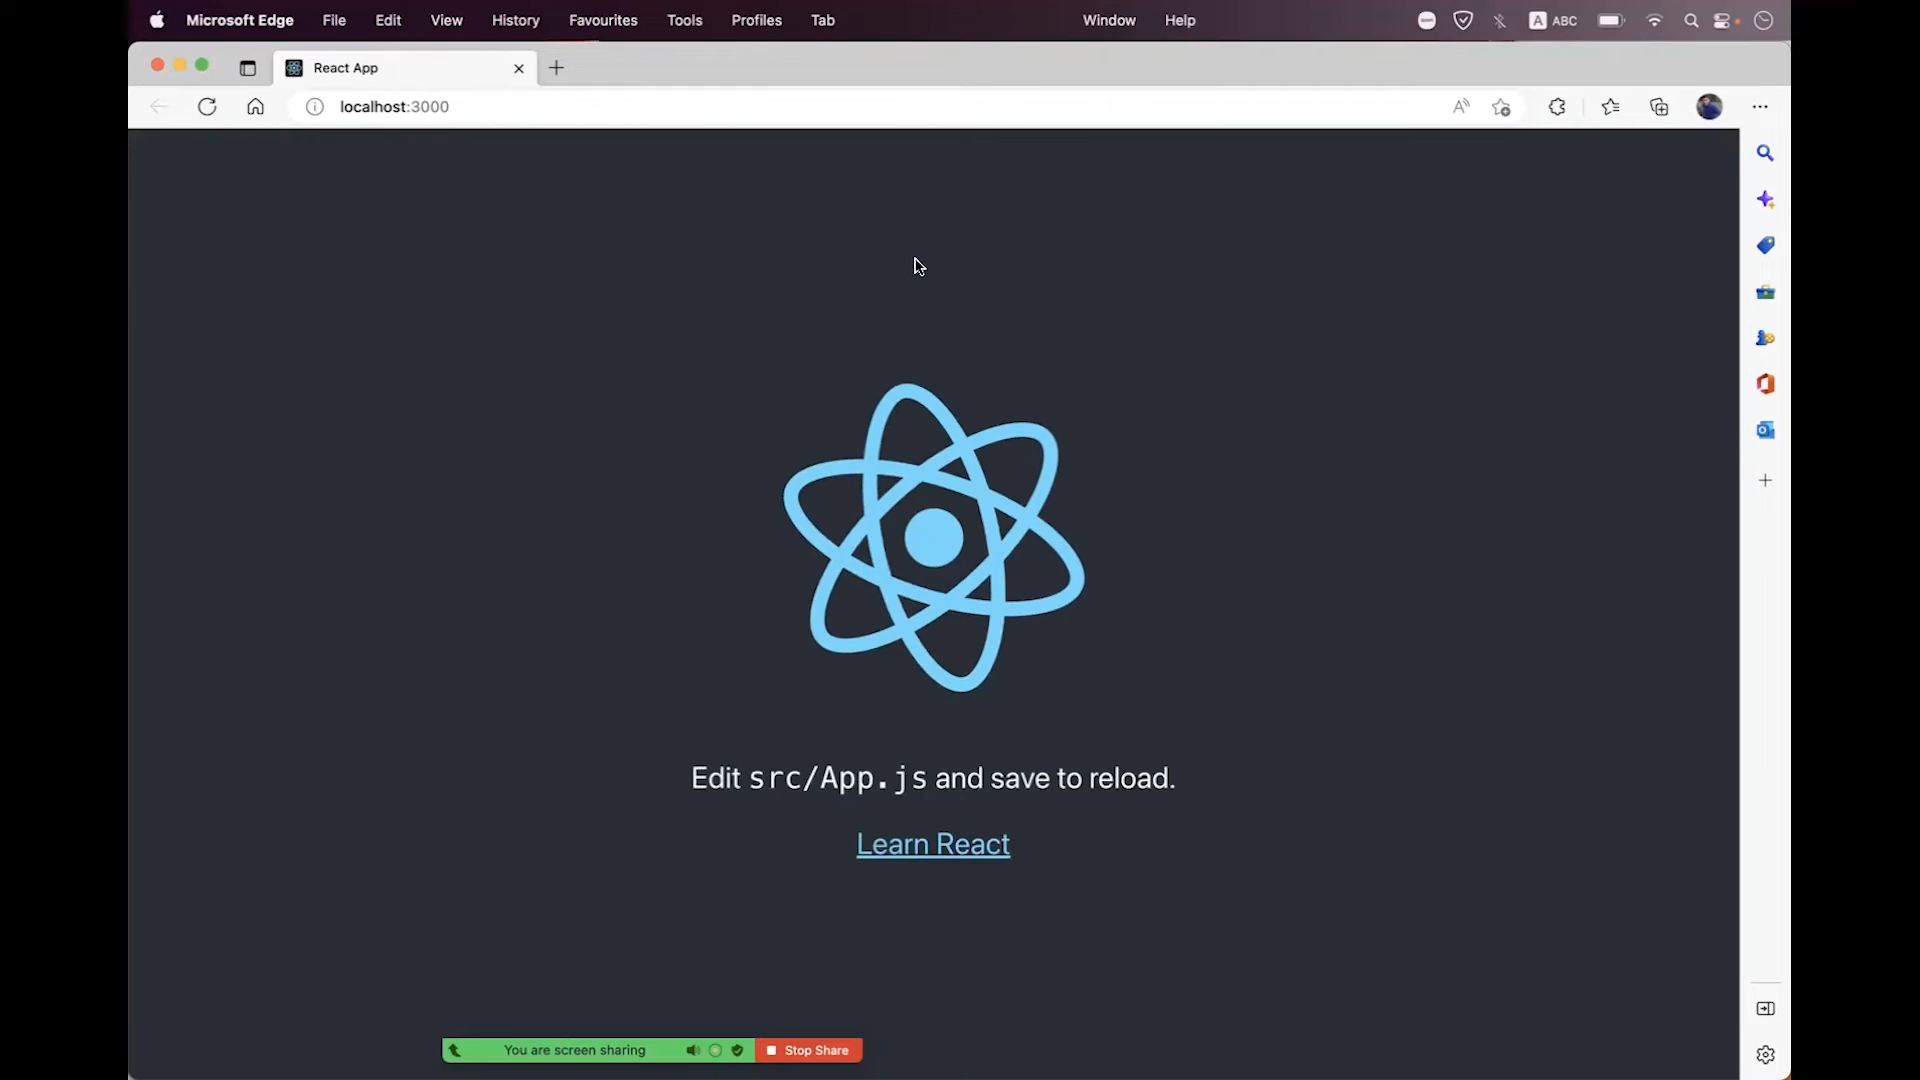 Microsoft Edge File Edit View History Favourites Tools Profiles Tab Window Help A ABC
React App
localhost:3000
Edit src/App.js and save to reload.
Learn React
You are screen sharing Stop Share